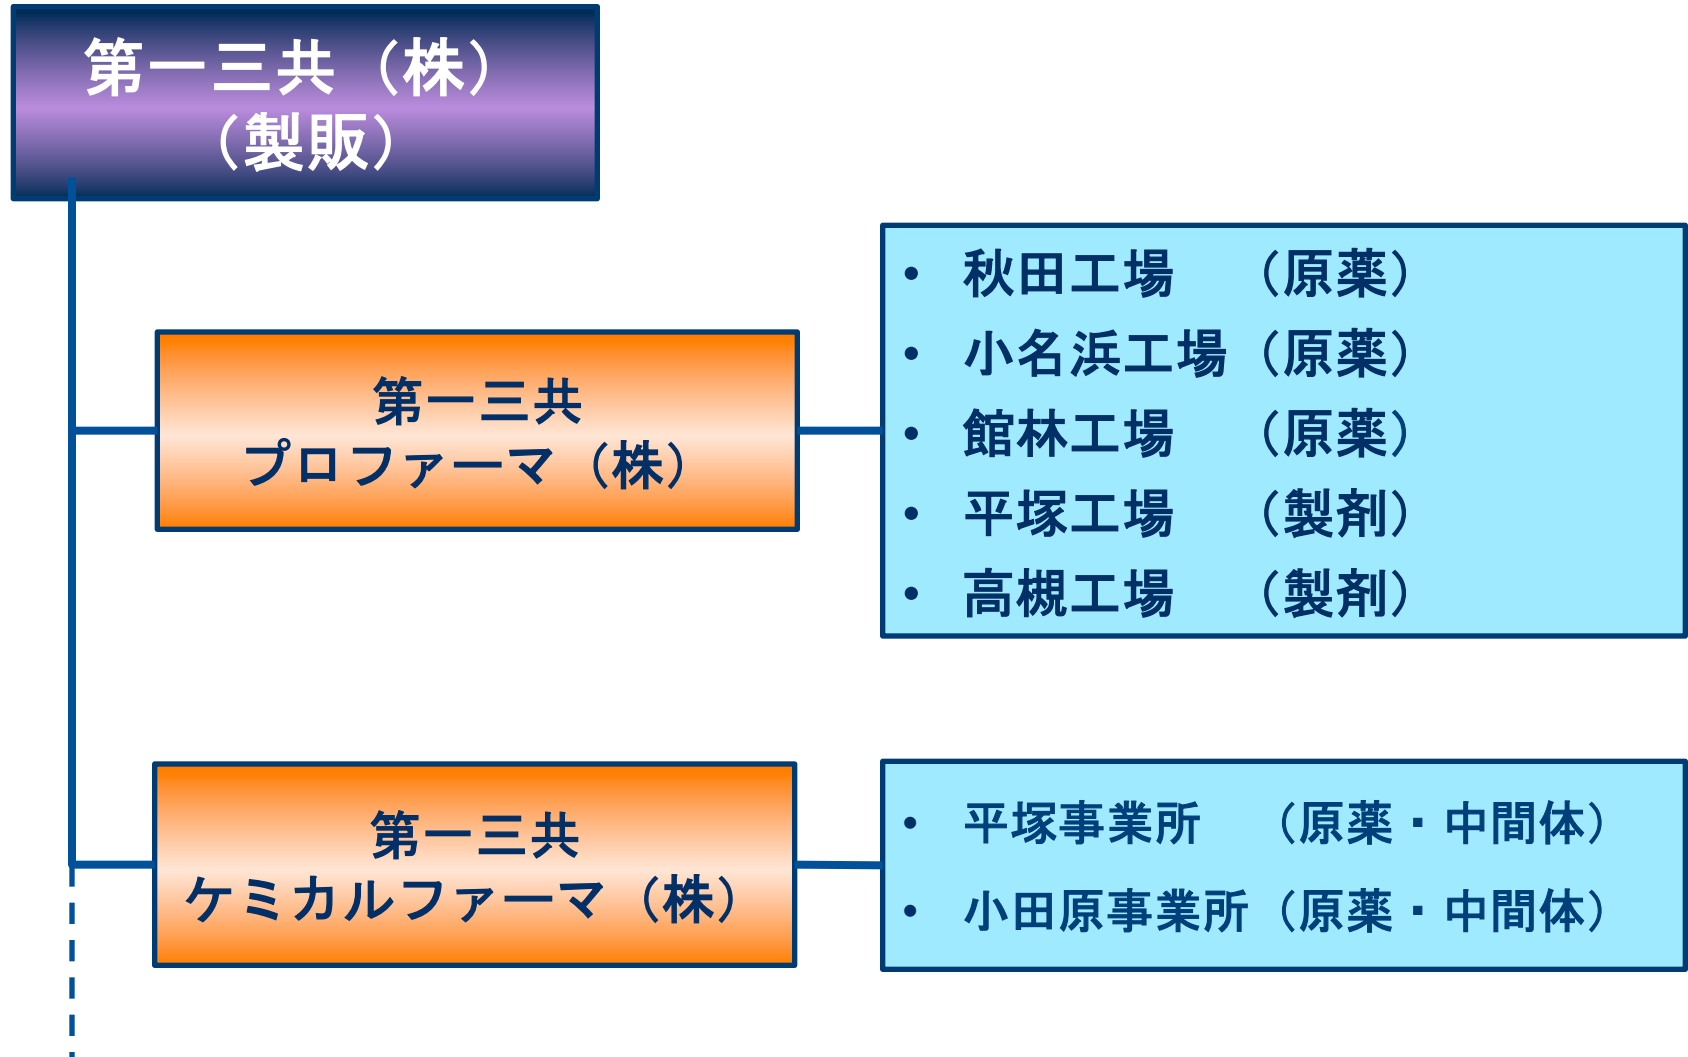 第一三共（株）
（製販）
第一三共
プロファーマ（株）
• 秋田工場　（原薬）
• 小名浜工場（原薬）
• 館林工場　（原薬）
• 平塚工場　（製剤）
• 高槻工場　（製剤）
第一三共
ケミカルファーマ（株）
• 平塚事業所　（原薬・中間体）
• 小田原事業所（原薬・中間体）